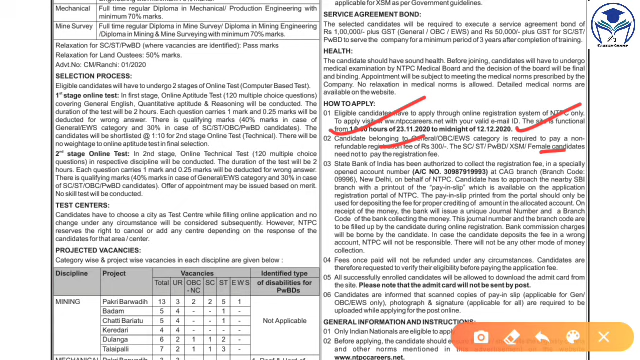 Mechanical
Full time regular Diploma in Mechanical/ Production Engineering with
minimum 70% marks.
Mine Survey
Full time regular Diploma in Mine Survey/ Diploma in Mining Engineering
/ Diploma in Mining & Mine Surveying with minimum 70% marks.
Relaxation for SC/ST/PwBD (where vacancies are identified): Pass marks
Relaxation for Land Oustees: 50% marks.
Advt.No: CM/Ranchi: 01/2020
SELECTION PROCESS
Eligible candidates will have to undergo 2 stages of Online Test (Computer Based Test).
1st stage online test: In first stage, Online Aptitude Test (120 multiple choice questions)
covering General English, Quantitative aptitude & Reasoning will be conducted. The
duration of the test will be 2 hours. Each question carries 1 mark and 0.25 marks will be
deducted for wrong answer. There is a qualifying marks (40% marks in case of
General/EWS category and 30% in case of SC/ST/OBC/PwBD candidates). The
candidates will be shortlisted @ 1:10 for 2nd stage Online Test (Technical). There will be
no weightage to online aptitude test in final selection.
2nd stage online test: In 2nd stage, Online Technical Test (120 multiple choice
questions) in respective discipline will be conducted. The duration of the test will be 2
hours. Each question carries 1 mark and 0.25 marks will be deducted for wrong answer.
There is qualifying marks (40% marks in case of General/EWS category and 30% in case
of SC/ST/OBC/PWBD candidates). Offer of appointment may be issued based on merit.
No skill test will be conducted.
TEST CENTERS:
Candidates have to choose a city as Test Centre while filling online application and no
change under any circumstances will be considered subsequently. However, NTPC
reserves the right to cancel or add any centre depending on the response of the
candidates for that area / center.
PROJECTED VACANCIES:
Category wise & project wise vacancies in each discipline are given below :
Discipline Project Vacancies Identified type of disabilities for PwBDs
Total UR OBC -NC SC ST E W S
MINING Pakri Barwadih 13 3 2 2 5 1 Not Applicable
Badam 5 4 - - 1 -
Chatti Bariatu 5 4 - - 1 -
Keredari 4 4 - - - -
Dulanga 6 2 1 1 2 -
Talaipalli 7 2 1 1 3 -
applicable for XSM as per Government guidelines.
SERVICE AGREEMENT BOND:
The selected candidates will be required to execute a service agreement bond of
Rs 1,00,000/- plus GST (General / OBC / EWS) and Rs 50,000/- plus GST for SC/ST/
PwBD to serve the company for a minimum period of 3 years after completion of training.
HEALTH:
The candidate should have sound health. Before joining, candidates will have to undergo
medical examination by NTPC Medical Board and the decision of the board will be final
and binding. Appointment will be subject to meeting the medical norms prescribed by the
Company. No relaxation in medical norms is allowed. Detailed medical norms are
available on the website.
HOW TO APPLY:
01 Eligible candidates have to apply through online registration system of NTPC only.
To apply visit www.ntpccareers.net with your valid e-mail ID. The site is functional
from hours of 23.11.2020 to midnight of 12.12.2020.
02 Candidate belonging to General/OBC/EWS category is required to pay a non-
refundable registration fee of Rs 300/-. The SC/ ST/ PwBD/ XSM/ Female candidates
need not to pay the registration fee.
03 State Bank of India has been authorized to collect the registration fee, in a specially
opened account number (A/C NO. 30987919993) at CAG branch (Branch Code:
09996), New Delhi, on behalf of NTPC. Candidate has to approach the nearby SBI
branch with a printout of the "pay-in-slip" which is available on the application
registration portal of NTPC. The pay-in-slip printed from the portal should only be
used for depositing the fee for proper crediting of amount in the allocated account. On
receipt of the money, the bank will issue a unique Journal Number and a Branch
Code of the bank collecting the money. This journal number and the branch code are
to be filled up by the candidate during online registration. Bank commission charges
will be borne by the candidate. In case the candidate deposits the fee in a wrong
account, NTPC will not be responsible. There will not be any other mode of money
collection.
04 Fees once paid will not be refunded under any circumstances. Candidates are
therefore requested to verify their eligibility before paying the application fee.
05 All successfully enrolled candidates will be allowed to download the admit card from
the site. Please note that the admit card will not be sent by post.
06 Candidates are informed that scanned copies of pay-in slip (applicable for Gen/
OBC/EWS only), photograph & signature (applicable for all) are required to be
uploaded while applying for the post online.
GENERAL INFORMATION AND INSTRUCTIONS:
01 Only Indian Nationals are eligible to
02 Before applying, the candidate should
and other mentioned in this
www.ntpccareers.net